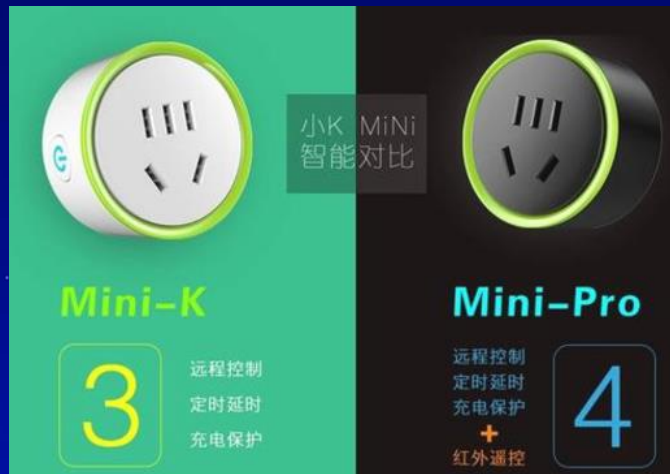 小K MiNi
智能对比
Mini-K
Mini-Pro
3
远程控制
定时延时
充电保护
远程控制
定时延时
充电保护
+
红外遥控
4